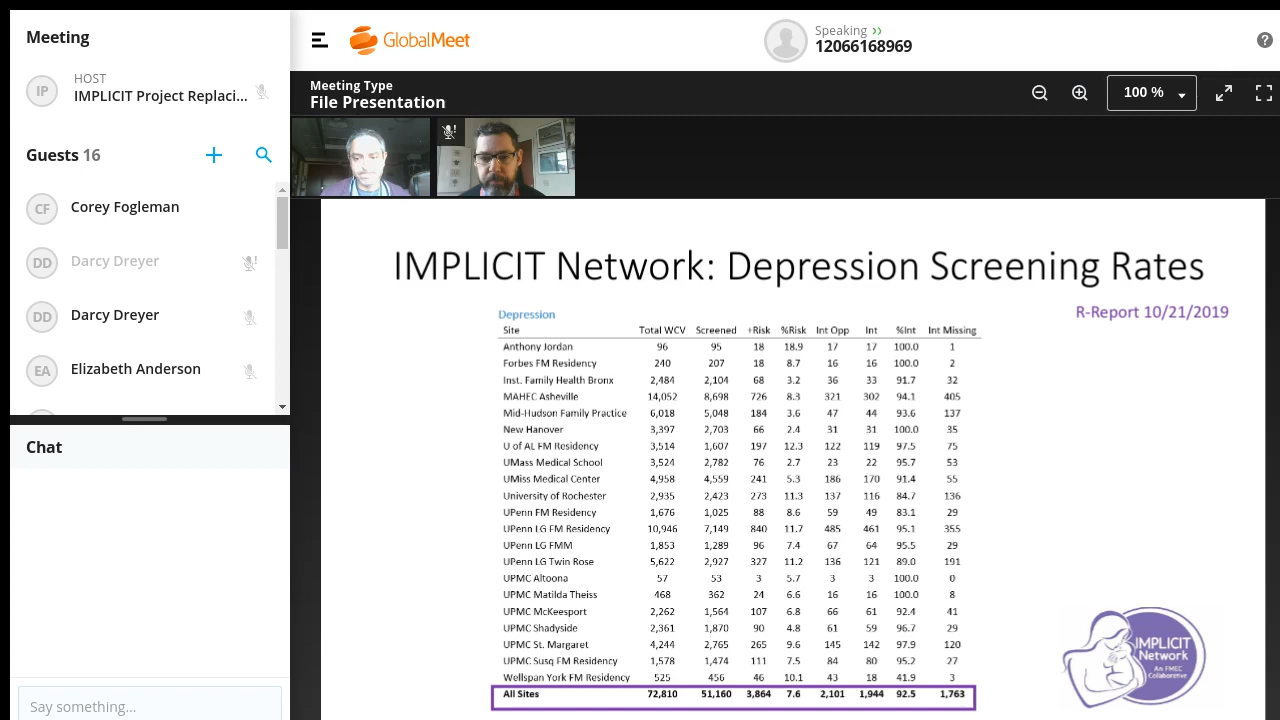 Meeting
IP
HOST
IMPLICIT Project Replaci...
Guests 16
CF Corey Fogleman
DD Darcy Dreyer
DD Darcy Dreyer
EA Elizabeth Anderson
Chat
Say something...
GlobalMeet
Speaking
12066168969
Meeting Type
File Presentation
100 %
IMPLICIT Network: Depression Screening Rates
R-Report 10/21/2019
Depression
Site Total WCV Screened +Risk %Risk Int Opp Int %Int Int Missing
Anthony Jordan 96 95 18 18.9 17 17 100.0 1
Forbes FM Residency 240 207 18 8.7 16 16 100.0 2
Inst. Family Health Bronx 2,484 2,104 68 3.2 36 33 91.7 32
MAHEC Asheville 14,052 8,698 726 8.3 321 302 94.1 405
Mid-Hudson Family Practice 6,018 5,048 184 3.6 47 44 93.6 137
New Hanover 3,397 2,703 66 2.4 31 31 100.0 35
U of AL FM Residency 3,514 1,607 197 12.3 122 119 97.5 75
UMass Medical School 3,524 2,782 76 2.7 23 22 95.7 53
UMiss Medical Center 4,958 4,559 241 5.3 186 170 91.4 55
University of Rochester 2,935 2,423 273 11.3 137 116 84.7 136
UPenn FM Residency 1,676 1,025 88 8.6 59 49 83.1 29
UPenn LG FM Residency 10,946 7,149 840 11.7 485 461 95.1 355
UPenn LG FMM 1,853 1,289 96 7.4 67 64 95.5 29
UPenn LG Twin Rose 5,622 2,927 327 11.2 136 121 89.0 191
UPMC Altoona 57 53 3 5.7 3 3 100.0 0
UPMC Matilda Theiss 468 362 24 6.6 16 16 100.0 8
UPMC McKeesport 2,262 1,564 107 6.8 66 61 92.4 41
UPMC Shadyside 2,361 1,870 90 4.8 61 59 96.7 29
UPMC St. Margaret 4,244 2,765 265 9.6 145 142 97.9 120
UPMC Susq FM Residency 1,578 1,474 111 7.5 84 80 95.2 27
Wellspan York FM Residency 525 456 46 10.1 43 18 41.9 3
All Sites 72,810 51,160 3,864 7.6 2,101 1,944 92.5 1,763
IMPLICIT
Network
An FMEC
Collaborative